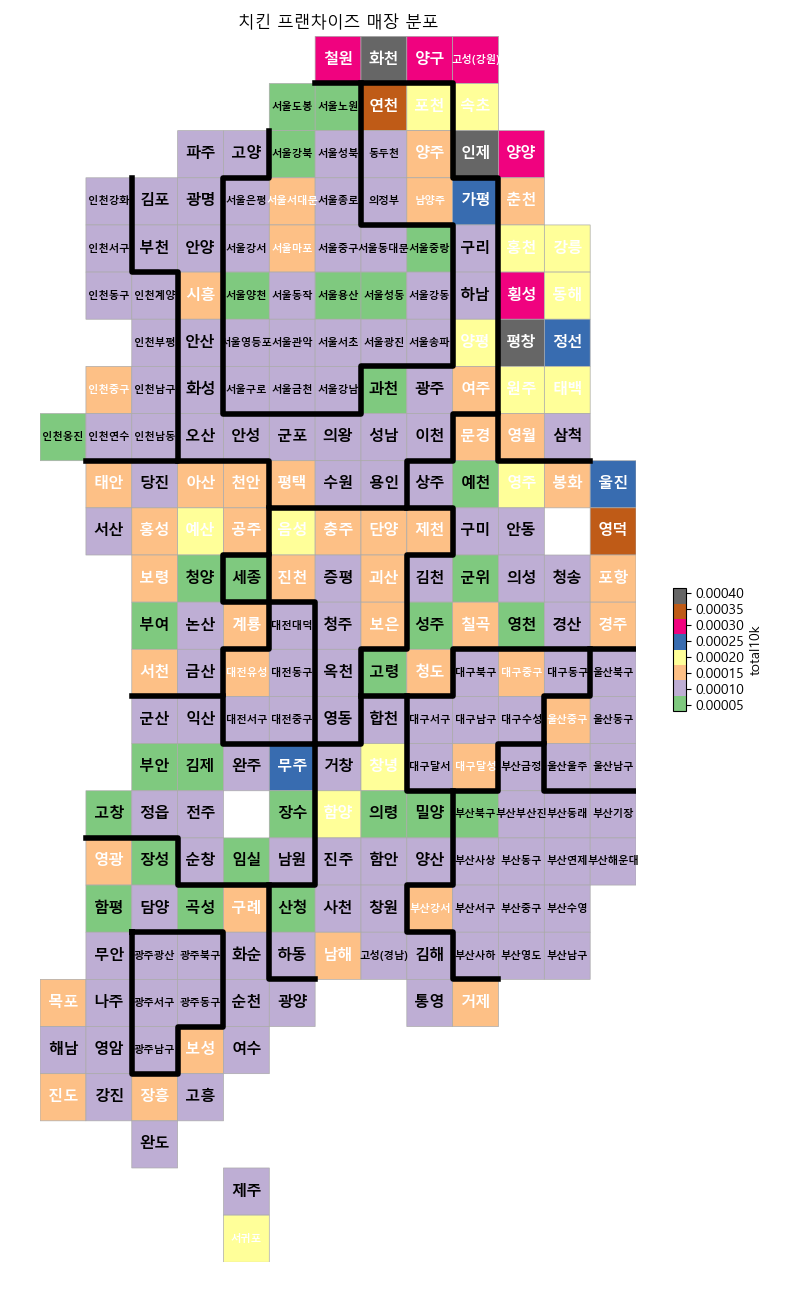 치킨 프랜차이즈 매장 분포
철원 화천 양구 고성(강원)
서울도봉 서울노원 연천 포천 속초
파주 고양 서울강북 서울성북 동두천 양주 인제 양양
인천강화 김포 광명 서울은평 서울서대문 서울종로 의정부 남양주 가평 춘천
인천서구 부천 안양 서울강서 서울마포 서울중구 서울동대문 서울중랑 구리 홍천 강릉
인천동구 인천계양 시흥 서울양천 서울동작 서울용산 서울성동 서울강동 하남 횡성 동해
인천부평 안산 서울영등포 서울관악 서울서초 서울광진 서울송파 양평 평창 정선
인천중구 인천남구 화성 서울구로 서울금천 서울강남 과천 광주 여주 원주 태백
인천옹진 인천연수 인천남동 오산 안성 군포 의왕 성남 이천 문경 영월 삼척
태안 당진 아산 천안 평택 수원 용인 상주 예천 영주 봉화 울진
서산 홍성 예산 공주 음성 충주 단양 제천 구미 안동 영덕
보령 청양 세종 진천 증평 괴산 김천 군위 의성 청송 포항
부여 논산 계룡 대전대덕 청주 보은 성주 칠곡 영천 경산 경주
서천 금산 대전유성 대전동구 옥천 고령 청도 대구북구 대구중구 대구동구 울산북구
군산 익산 대전서구 대전중구 영동 합천 대구서구 대구남구 대구수성 울산중구 울산동구
부안 김제 완주 무주 거창 창녕 대구달서 대구달성 부산금정 울산울주 울산남구
고창 정읍 전주 장수 함양 의령 밀양 부산북구 부산부산진 부산동래 부산기장
영광 장성 순창 임실 남원 진주 함안 양산 부산사상 부산동구 부산연제 부산해운대
함평 담양 곡성 구례 산청 사천 창원 부산강서 부산서구 부산중구 부산수영
무안 광주광산 광주북구 화순 하동 남해 고성(경남) 김해 부산사하 부산영도 부산남구
목포 나주 광주서구 광주동구 순천 광양 통영 거제
해남 영암 광주남구 보성 여수
진도 강진 장흥 고흥
완도
제주
서귀포
0.00040
0.00035
0.00030
0.00025
0.00020
0.00015
0.00010
0.00005
total10k